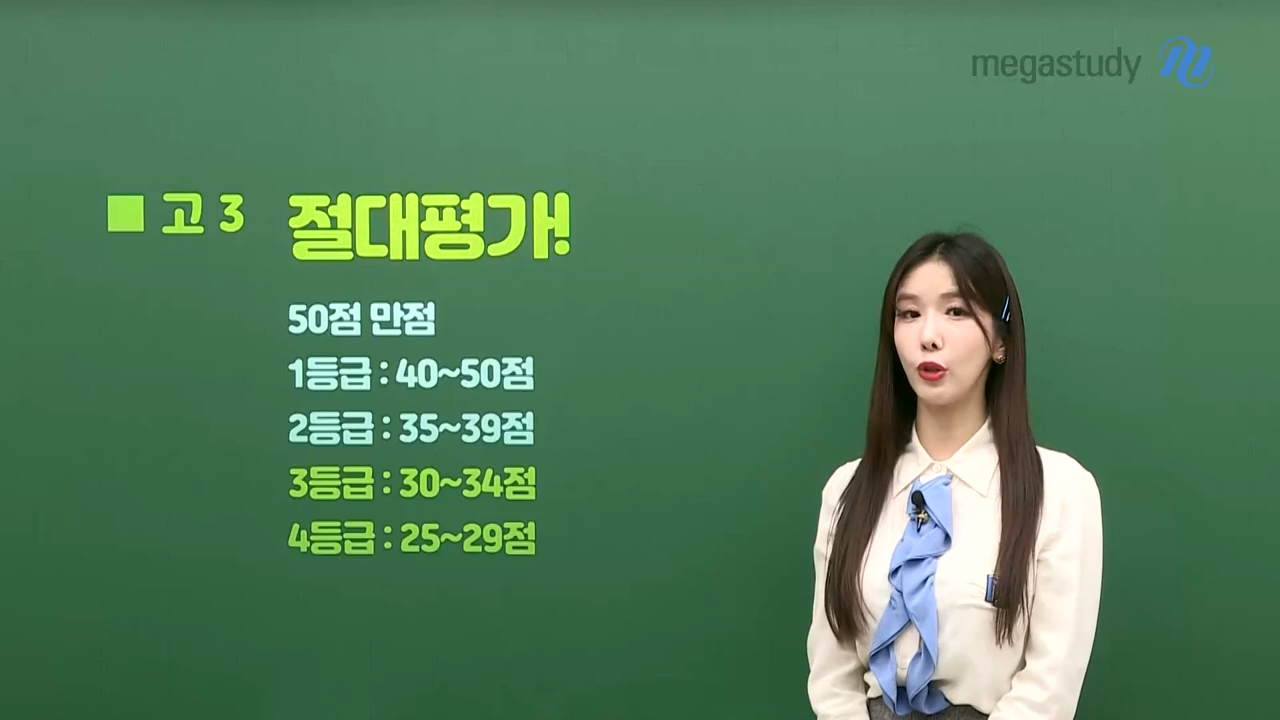 megastudy
■ 고3 절대평가!
50점 만점
1등급 : 40~50점
2등급 : 35~39점
3등급 : 30~34점
4등급 : 25~29점